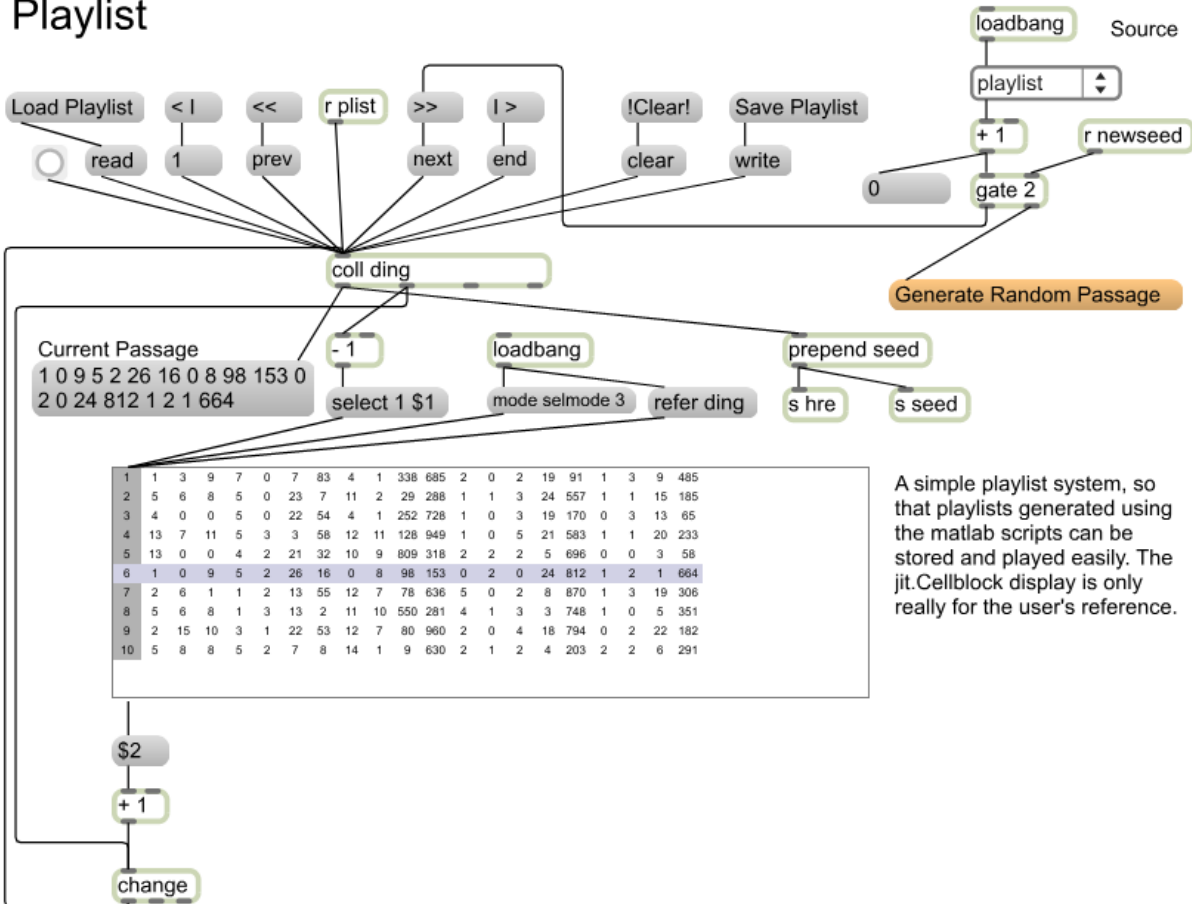 Playlist
loadbang
Source
playlist
Load Playlist
< I
<<
r plist
>>
I >
!Clear!
Save Playlist
+ 1
r newseed
read
1
prev
next
end
clear
write
0
gate 2
coll ding
Generate Random Passage
Current Passage
1 0 9 5 2 26 16 0 8 98 153 0
2 0 24 812 1 2 1 664
- 1
loadbang
prepend seed
select 1 $1
mode selmode 3
refer ding
s hre
s seed
1 1 3 9 7 0 7 83 4 1 338 685 2 0 2 19 91 1 3 9 485
2 5 6 8 5 0 23 7 11 2 29 288 1 1 3 24 557 1 1 15 185
3 4 0 0 5 0 22 54 4 1 252 728 1 0 3 19 170 0 3 13 65
4 13 7 11 5 3 3 58 12 11 128 949 1 0 5 21 583 1 1 20 233
5 13 0 0 4 2 21 32 10 9 809 318 2 2 2 5 696 0 0 3 58
6 1 0 9 5 2 26 16 0 8 98 153 0 2 0 24 812 1 2 1 664
7 2 6 1 1 2 13 55 12 7 78 636 5 0 2 8 870 1 3 19 306
8 5 6 8 1 3 13 2 11 10 550 281 4 1 3 3 748 1 0 5 351
9 2 15 10 3 1 22 53 12 7 80 960 2 0 4 18 794 0 2 22 182
10 5 8 8 5 2 7 8 14 1 9 630 2 1 2 4 203 2 2 6 291
A simple playlist system, so
that playlists generated using
the matlab scripts can be
stored and played easily. The
jit.Cellblock display is only
really for the user's reference.
$2
+ 1
change